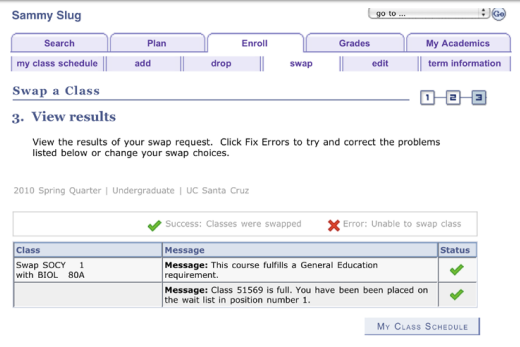 Sammy Slug
go to ...
Go
Search
Plan
Enroll
Grades
My Academics
my class schedule
add
drop
swap
edit
term information
Swap a Class
1
2
3
3. View results
View the results of your swap request. Click Fix Errors to try and correct the problems
listed below or change your swap choices.
2010 Spring Quarter | Undergraduate | UC Santa Cruz
Success: Classes were swapped
Error: Unable to swap class
Class
Message
Status
Swap SOCY 1
with BIOL 80A
Message: This course fulfills a General Education
requirement.
Message: Class 51569 is full. You have been been placed on
the wait list in position number 1.
My Class Schedule